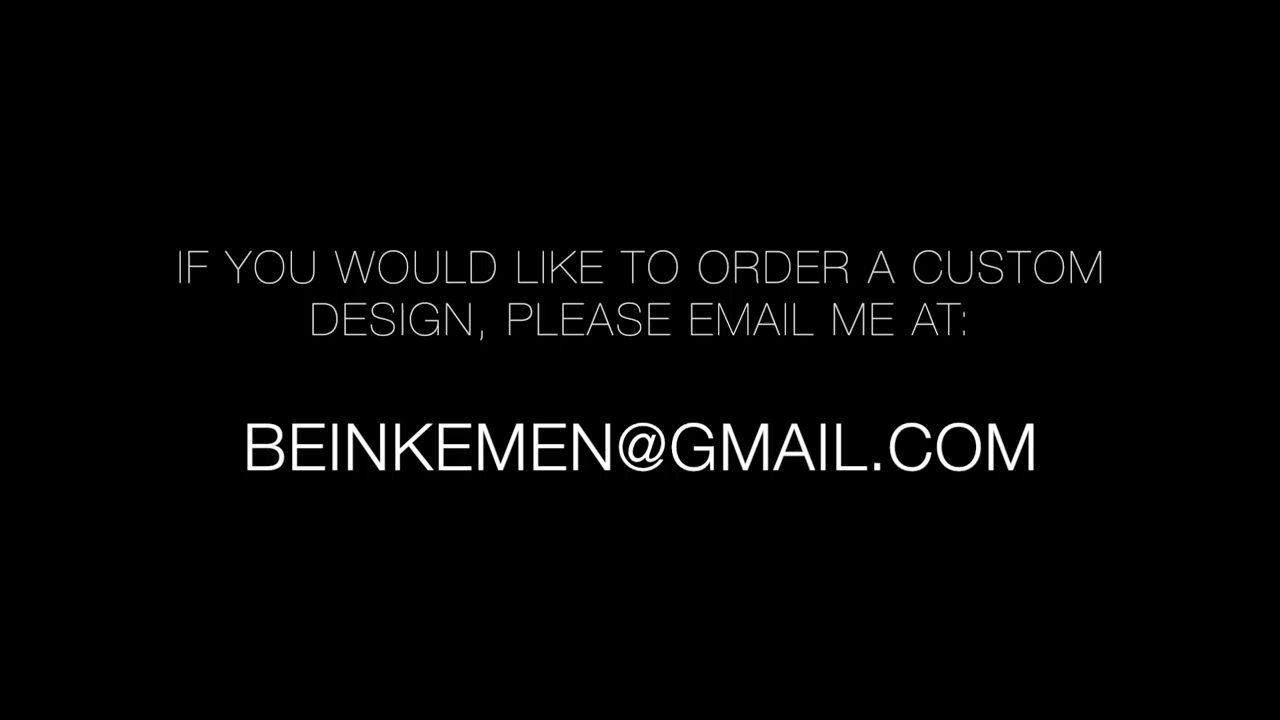 IF YOU WOULD LIKE TO ORDER A CUSTOM
DESIGN, PLEASE EMAIL ME AT:
BEINKEMEN@GMAIL.COM